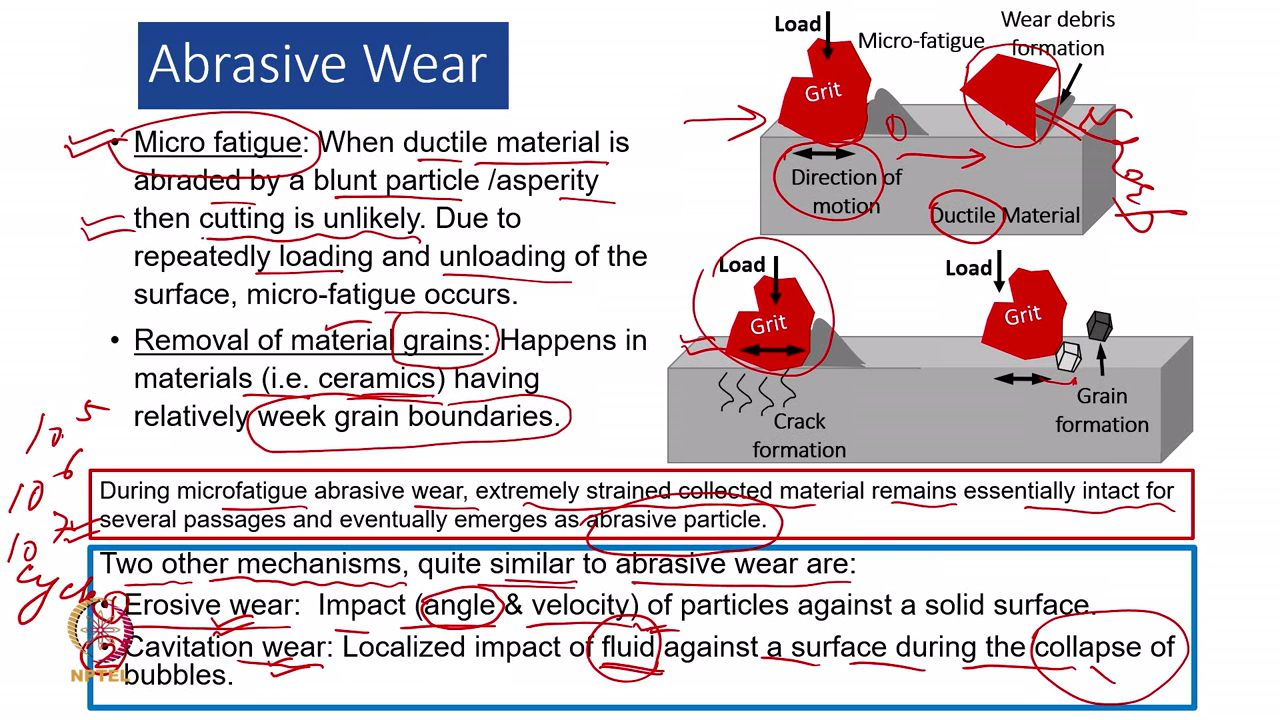 Abrasive Wear
• Micro fatigue: When ductile material is
abraded by a blunt particle /asperity
then cutting is unlikely. Due to
repeatedly loading and unloading of the
surface, micro-fatigue occurs.
• Removal of material grains: Happens in
materials (i.e. ceramics) having
relatively week grain boundaries.
Load
Micro-fatigue
Wear debris
formation
Grit
Direction of
motion
Ductile Material
Load
Grit
Crack
formation
Load
Grit
Grain
formation
10 5
10 6
10 7
cycle
During microfatigue abrasive wear, extremely strained collected material remains essentially intact for
several passages and eventually emerges as abrasive particle.
Two other mechanisms, quite similar to abrasive wear are:
• Erosive wear: Impact (angle & velocity) of particles against a solid surface.
• Cavitation wear: Localized impact of fluid against a surface during the collapse of
bubbles.
NPTEL